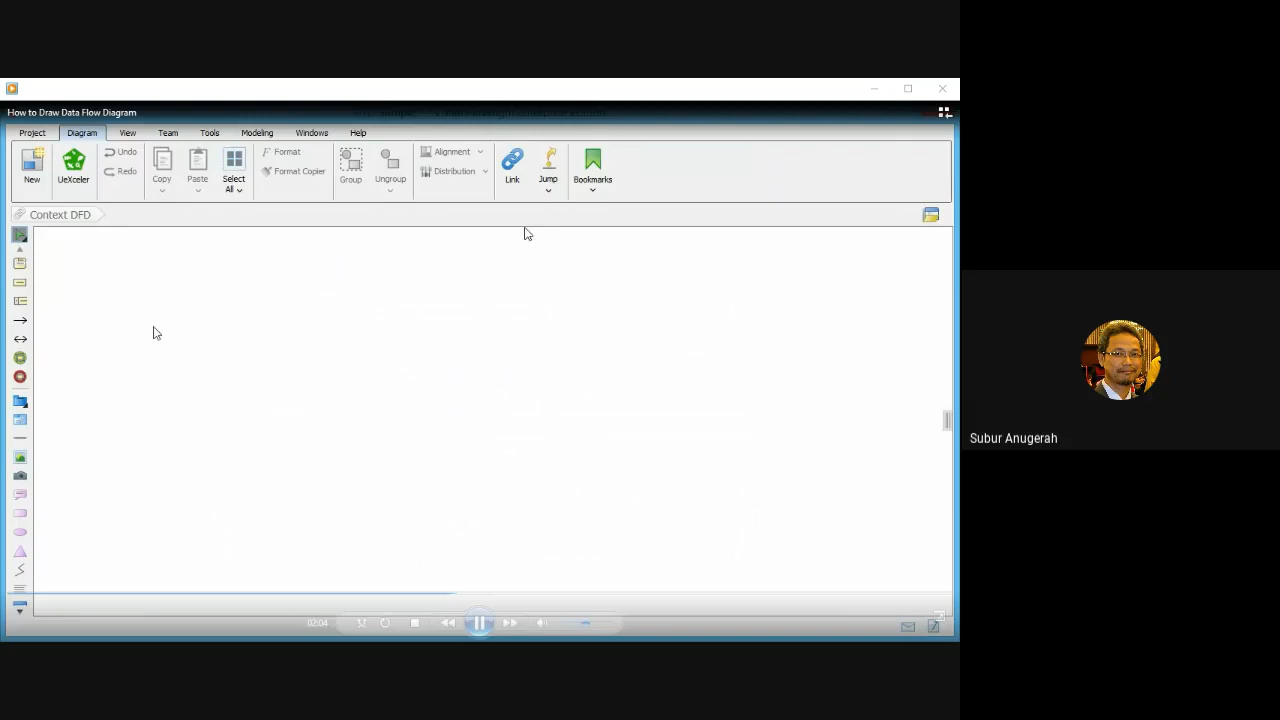 How to Draw Data Flow Diagram
Project Diagram View Team Tools Modeling Windows Help
New
UeXceler
Undo
Redo
Copy
Paste
Select
All
Format
Format Copier
Group
Ungroup
Alignment
Distribution
Link
Jump
Bookmarks
Context DFD
Subur Anugerah
02:04